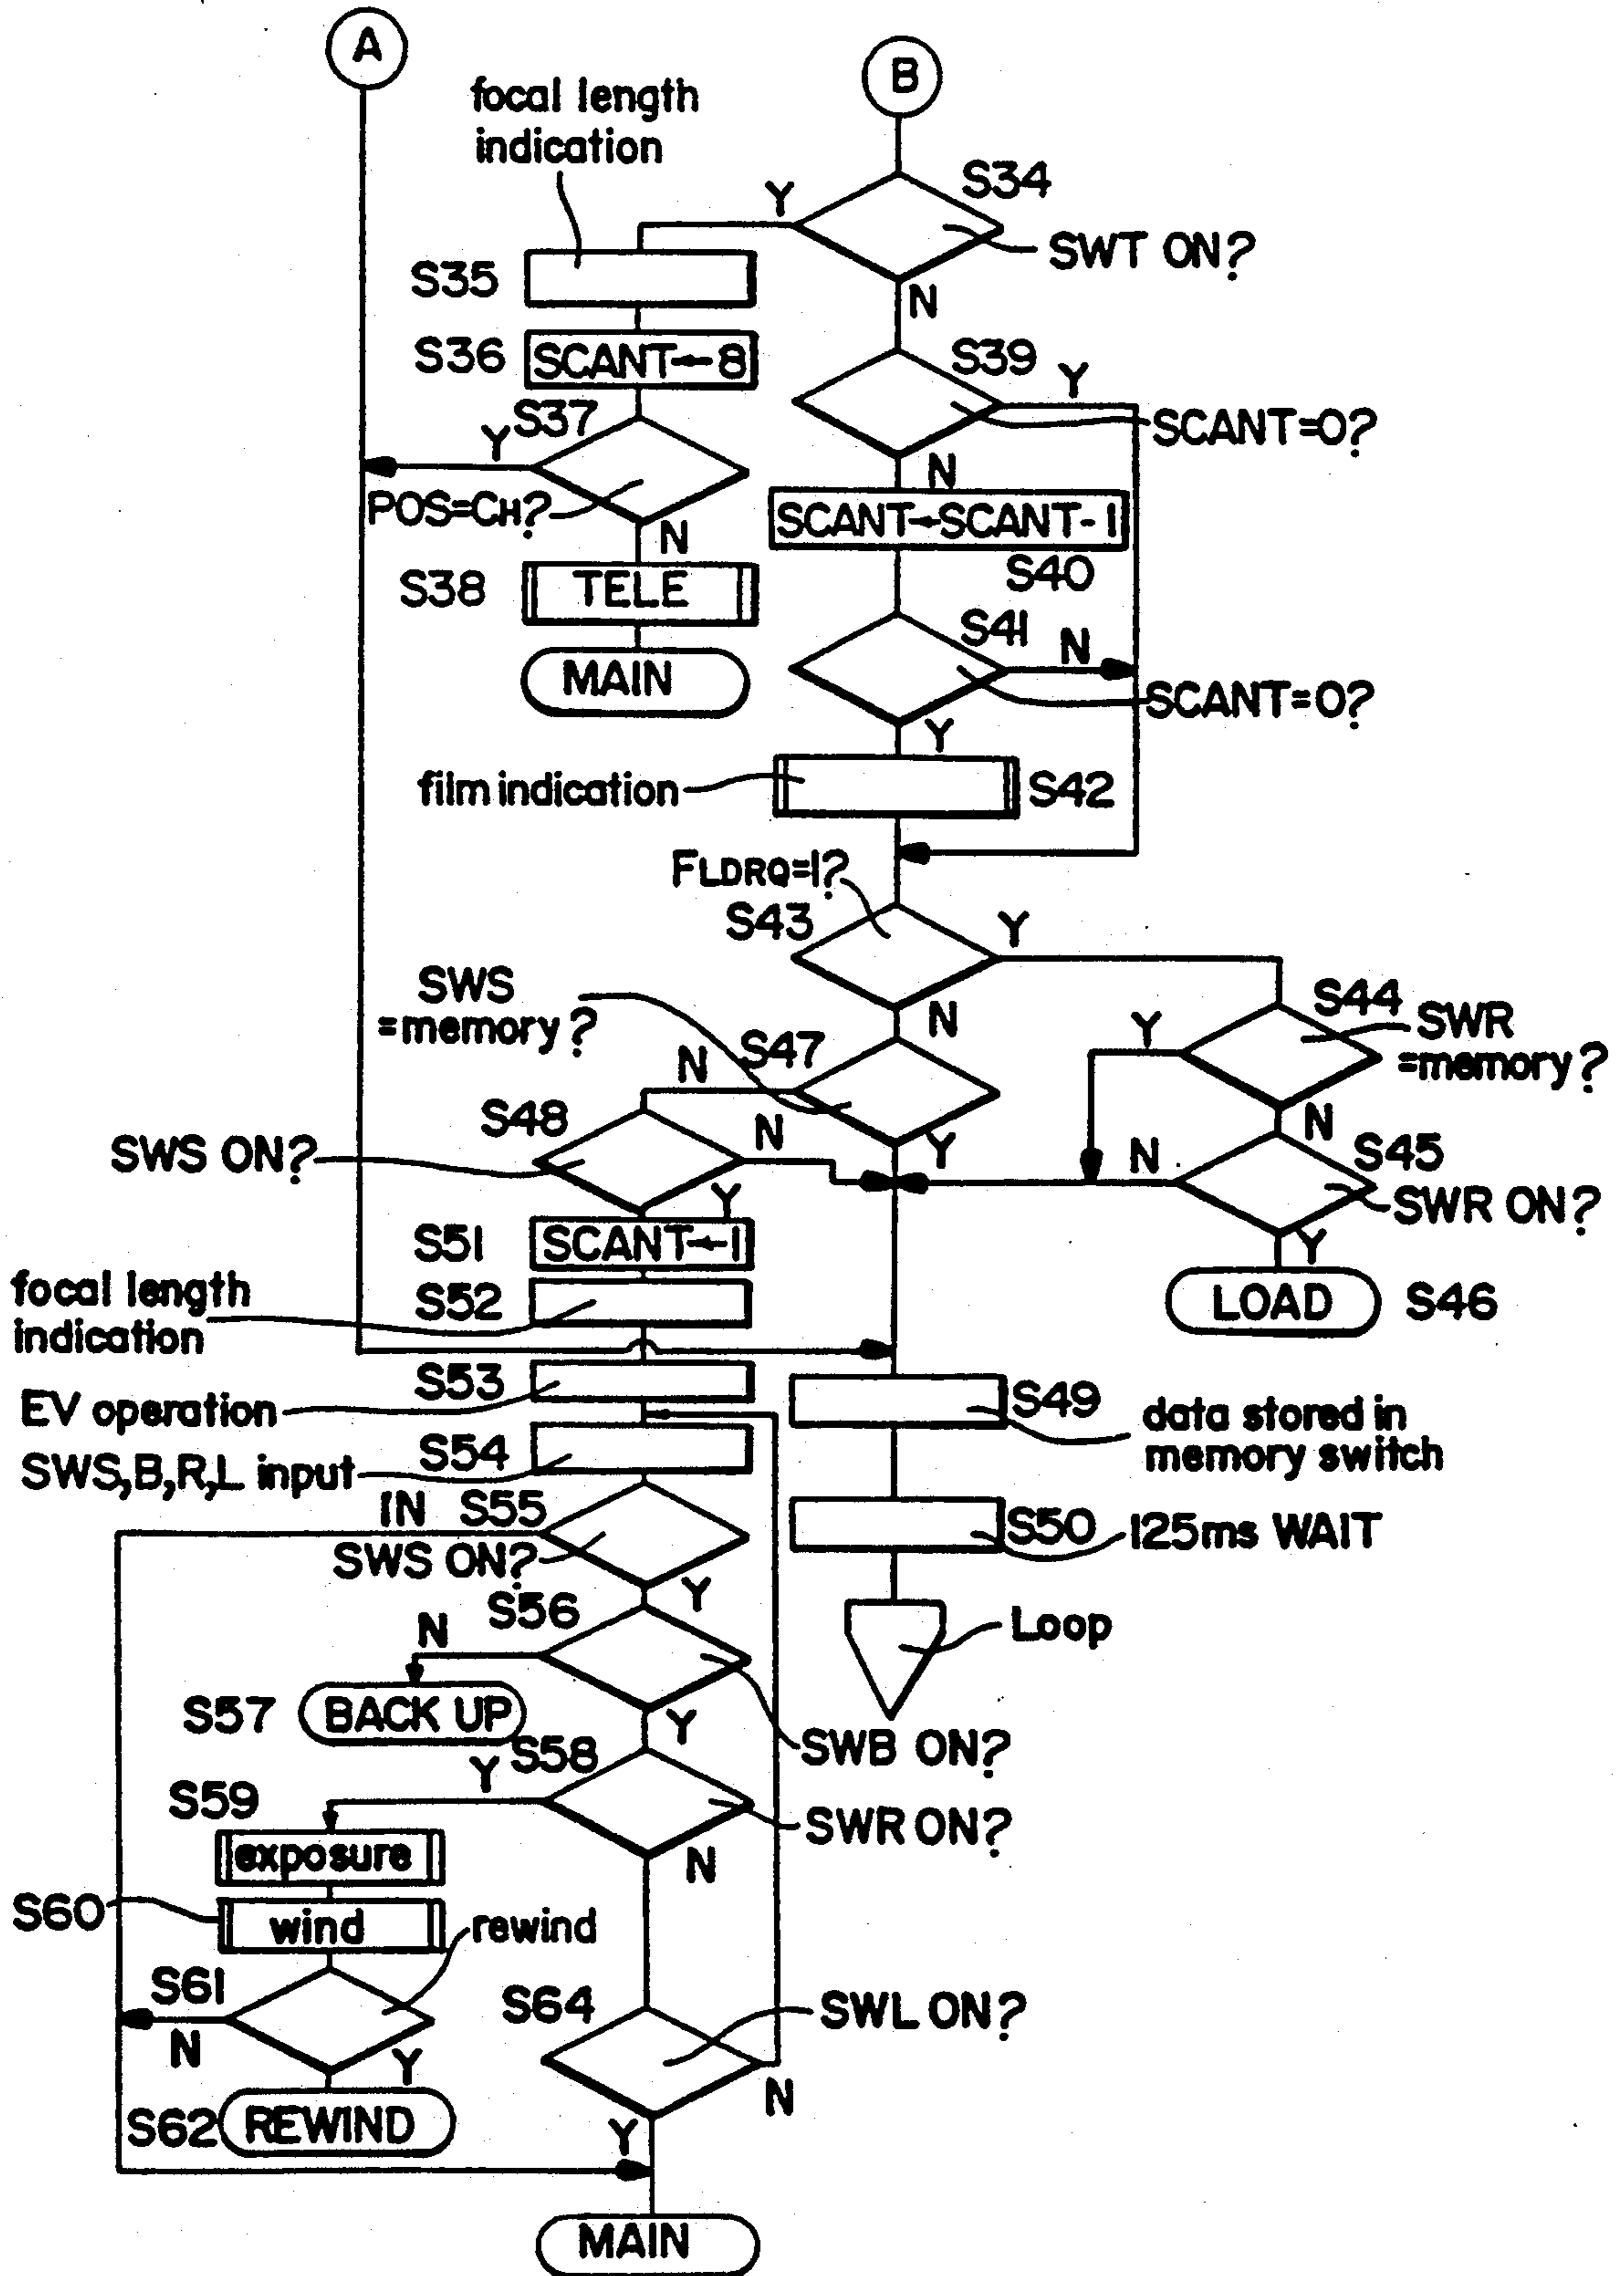 A
B
focal length
indication
Y
S34
SWT ON?
N
S35
S36
SCANT←8
S39
Y
SCANT=0?
S37
Y
POS=CH?
N
N
SCANT←SCANT-1
S40
S38
TELE
MAIN
S41
N
SCANT=0?
Y
film indication
S42
FLDRQ=1?
S43
Y
N
SWS
=memory?
S47
N
Y
S44
SWR
=memory?
Y
N
S48
SWS ON?
N
Y
S45
N
SWR ON?
Y
LOAD
S46
S51
SCANT←1
focal length
indication
S52
S53
EV operation
S54
SWS,B,R,L input
S49
data stored in
memory switch
S50
125ms WAIT
Loop
IN
S55
SWS ON?
Y
S56
N
SWB ON?
Y
S57
BACK UP
S58
Y
SWR ON?
N
S59
exposure
S60
wind
rewind
S61
N
Y
S62
REWIND
S64
SWL ON?
N
Y
MAIN